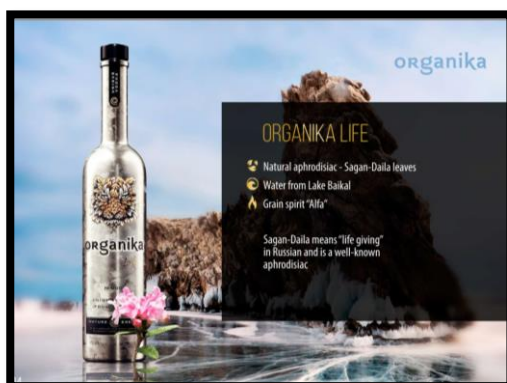 organika
ORGANIKA LIFE
Natural aphrodisiac - Sagan-Daila leaves
Water from Lake Baikal
Grain spirit “Alfa”
Sagan-Daila means “life giving”
in Russian and is a well-known
aphrodisiac
organika